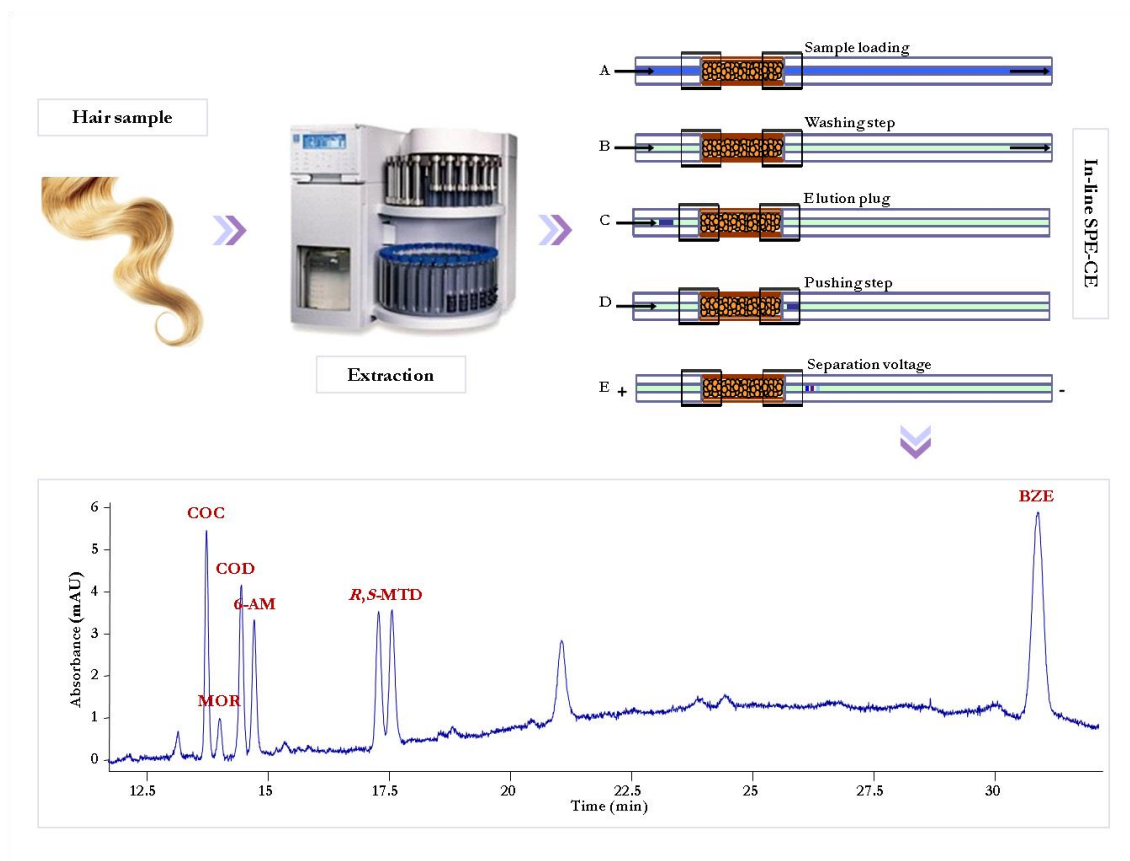 Hair sample
Extraction
A
Sample loading
B
Washing step
C
Elution plug
D
Pushing step
E
+
Separation voltage
-
In-line SPE-CE
Absorbance (mAU)
6
5
4
3
2
1
0
COC
MOR
COD
6-AM
R,S-MTD
BZE
12.5
15
17.5
20
22.5
25
27.5
30
Time (min)